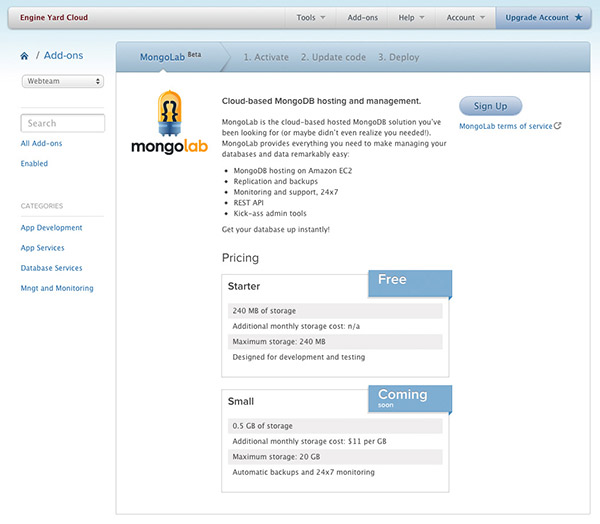 Engine Yard Cloud
Tools
Add-ons
Help
Account
Upgrade Account
/ Add-ons
Webteam
Search
All Add-ons
Enabled
CATEGORIES
App Development
App Services
Database Services
Mngt and Monitoring
MongoLab Beta
1. Activate
2. Update code
3. Deploy
mongolab
Cloud-based MongoDB hosting and management.
MongoLab is the cloud-based hosted MongoDB solution you've
been looking for (or maybe didn't even realize you needed!).
MongoLab provides everything you need to make managing your
databases and data remarkably easy:
• MongoDB hosting on Amazon EC2
• Replication and backups
• Monitoring and support, 24x7
• REST API
• Kick-ass admin tools
Get your database up instantly!
Sign Up
MongoLab terms of service
Pricing
Starter
Free
240 MB of storage
Additional monthly storage cost: n/a
Maximum storage: 240 MB
Designed for development and testing
Small
Coming
soon
0.5 GB of storage
Additional monthly storage cost: $11 per GB
Maximum storage: 20 GB
Automatic backups and 24x7 monitoring